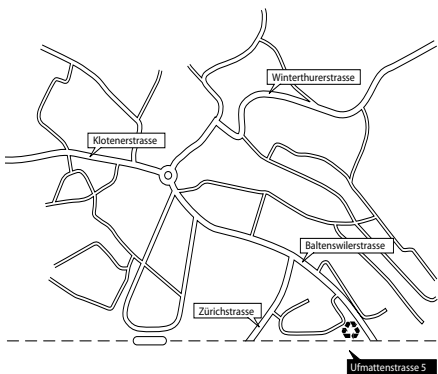 Winterthurerstrasse
Klotenerstrasse
Baltenswilerstrasse
Zürichstrasse
Ufmattenstrasse 5